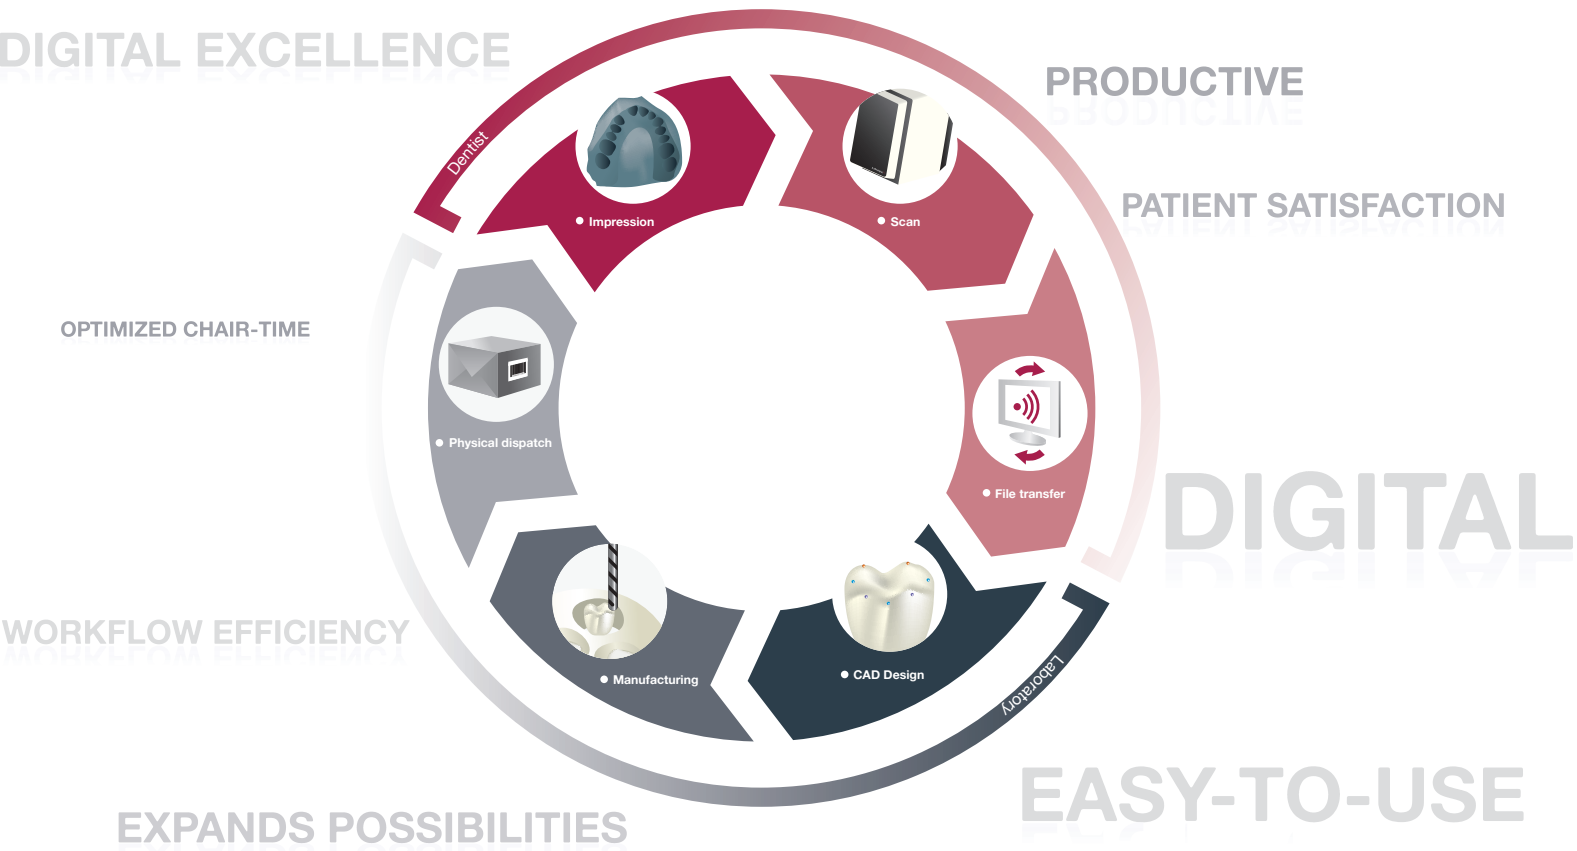 DIGITAL EXCELLENCE
PRODUCTIVE
Dentist
PATIENT SATISFACTION
Impression
Scan
OPTIMIZED CHAIR-TIME
Physical dispatch
File transfer
DIGITAL
WORKFLOW EFFICIENCY
Manufacturing
CAD Design
Laboratory
EASY-TO-USE
EXPANDS POSSIBILITIES